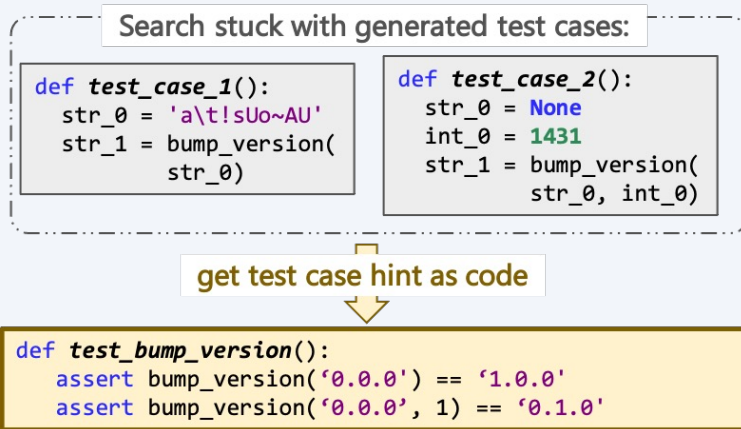 Search stuck with generated test cases:
def test_case_1():
str_0 = 'a\t!sUo~AU'
str_1 = bump_version(
str_0)
def test_case_2():
str_0 = None
int_0 = 1431
str_1 = bump_version(
str_0, int_0)
get test case hint as code
def test_bump_version():
assert bump_version(‘0.0.0') == ‘1.0.0'
assert bump_version(‘0.0.0’, 1) == ‘0.1.0'